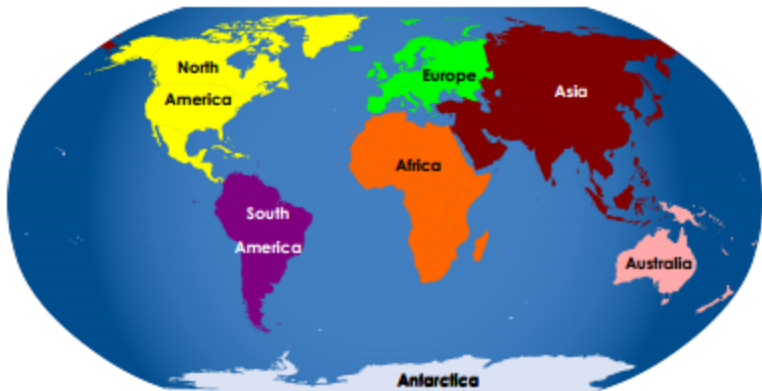 North
America
Europe
Asia
Africa
South
America
Australia
Antarctica